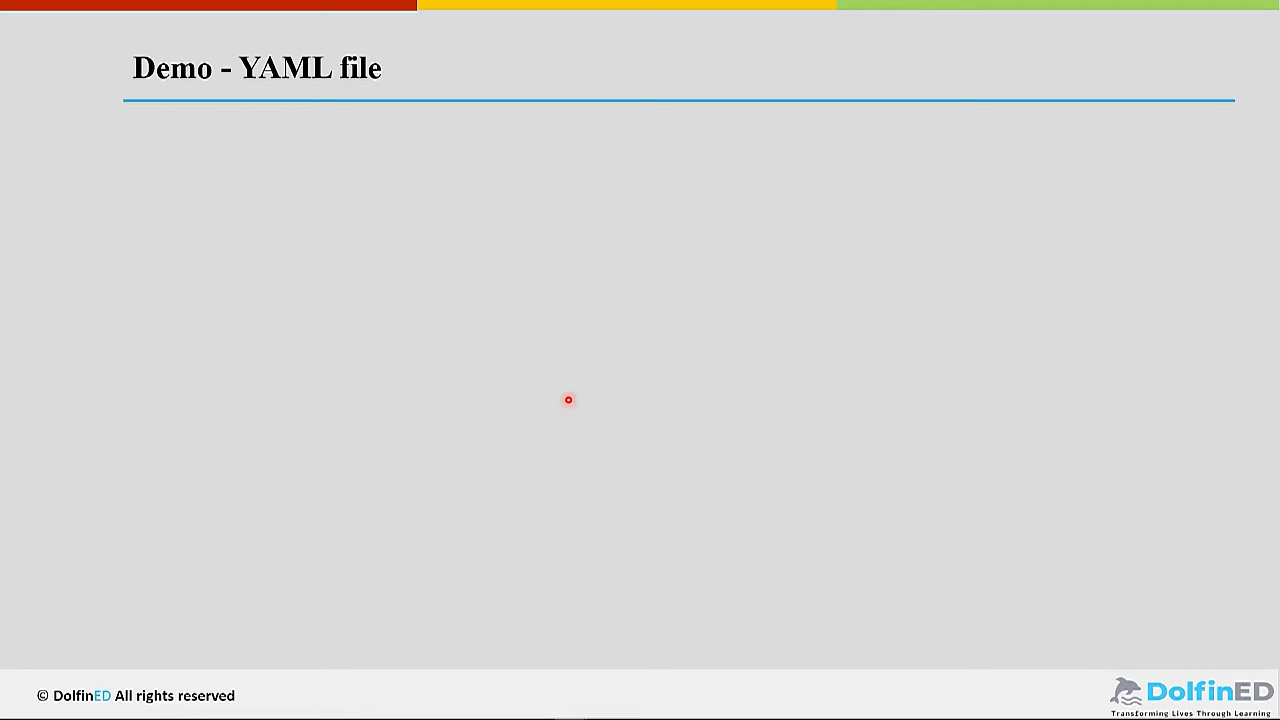 Demo - YAML file
© DolfinED All rights reserved
DolfinED
Transforming Lives Through Learning